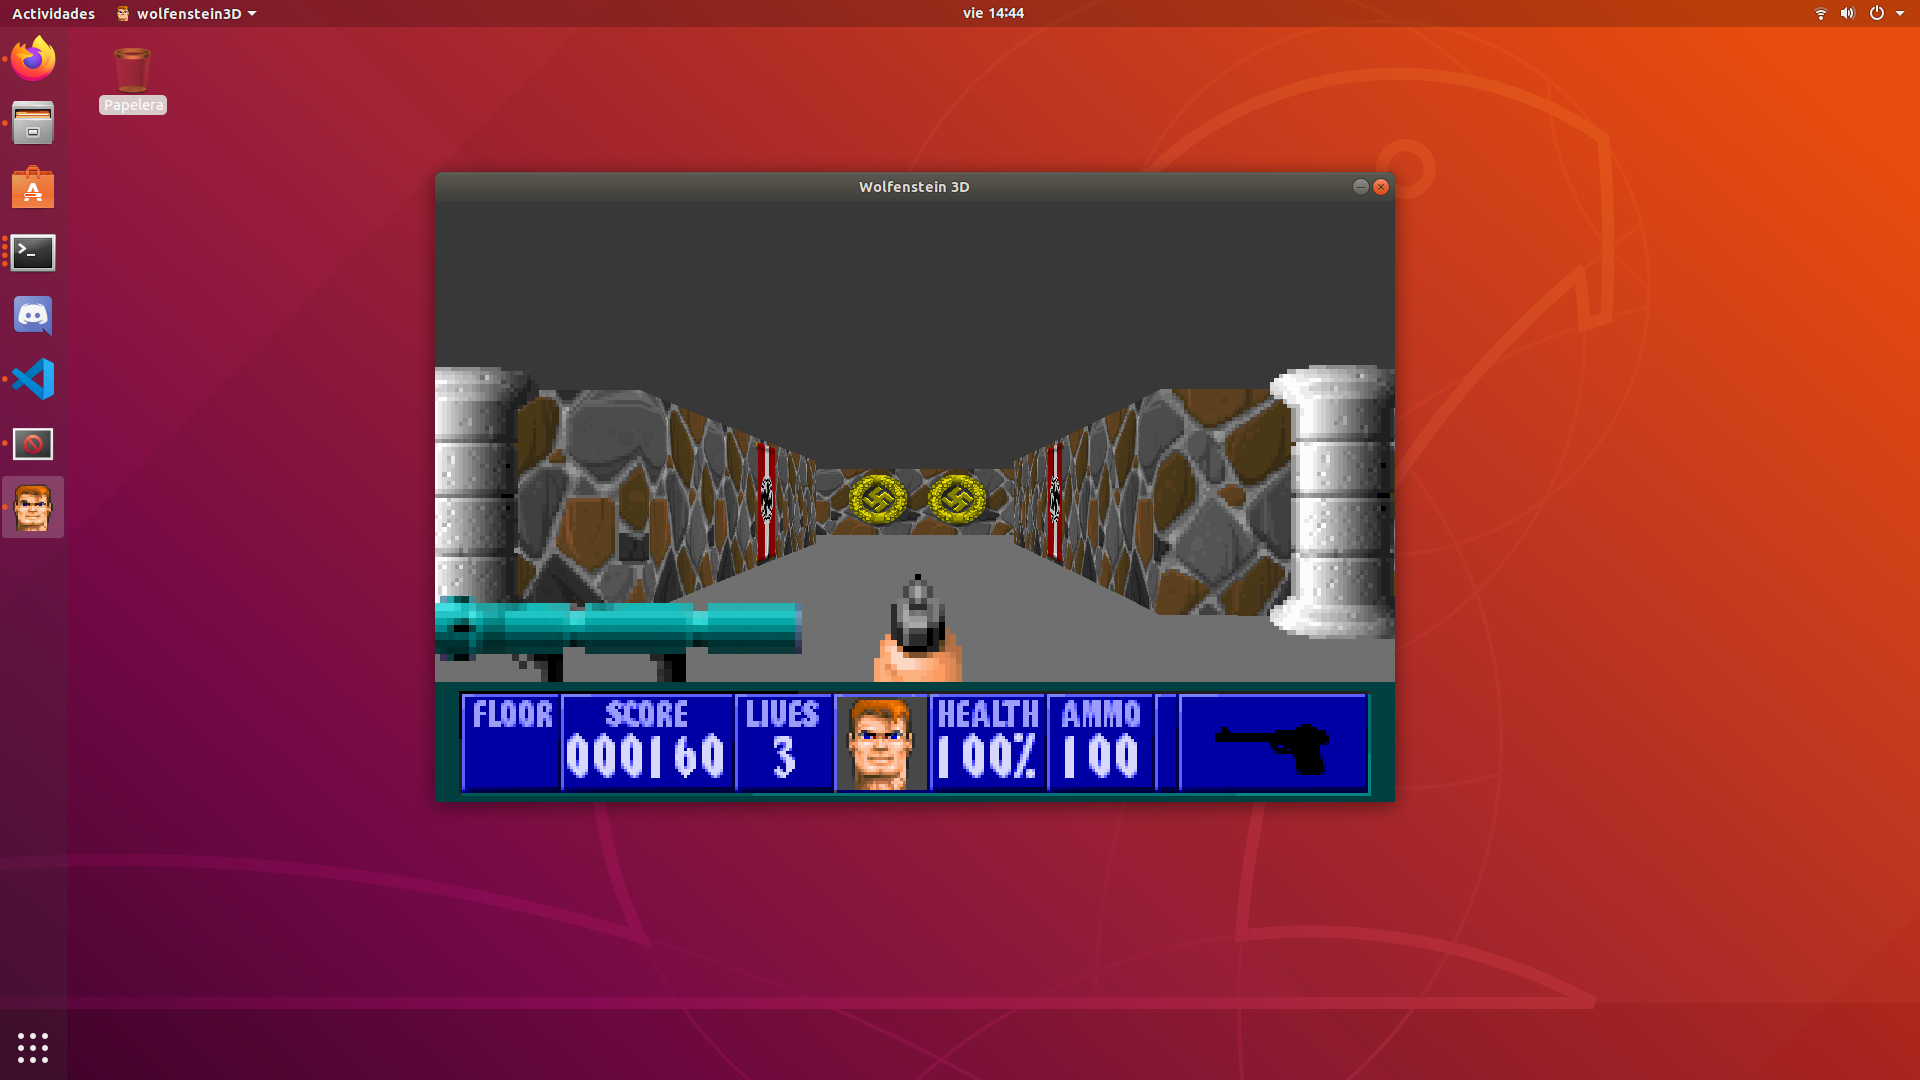 Actividades
wolfenstein3D
vie 14:44
Papelera
Wolfenstein 3D
FLOOR
SCORE
LIVES
HEALTH
AMMO
000160
3
100%
100